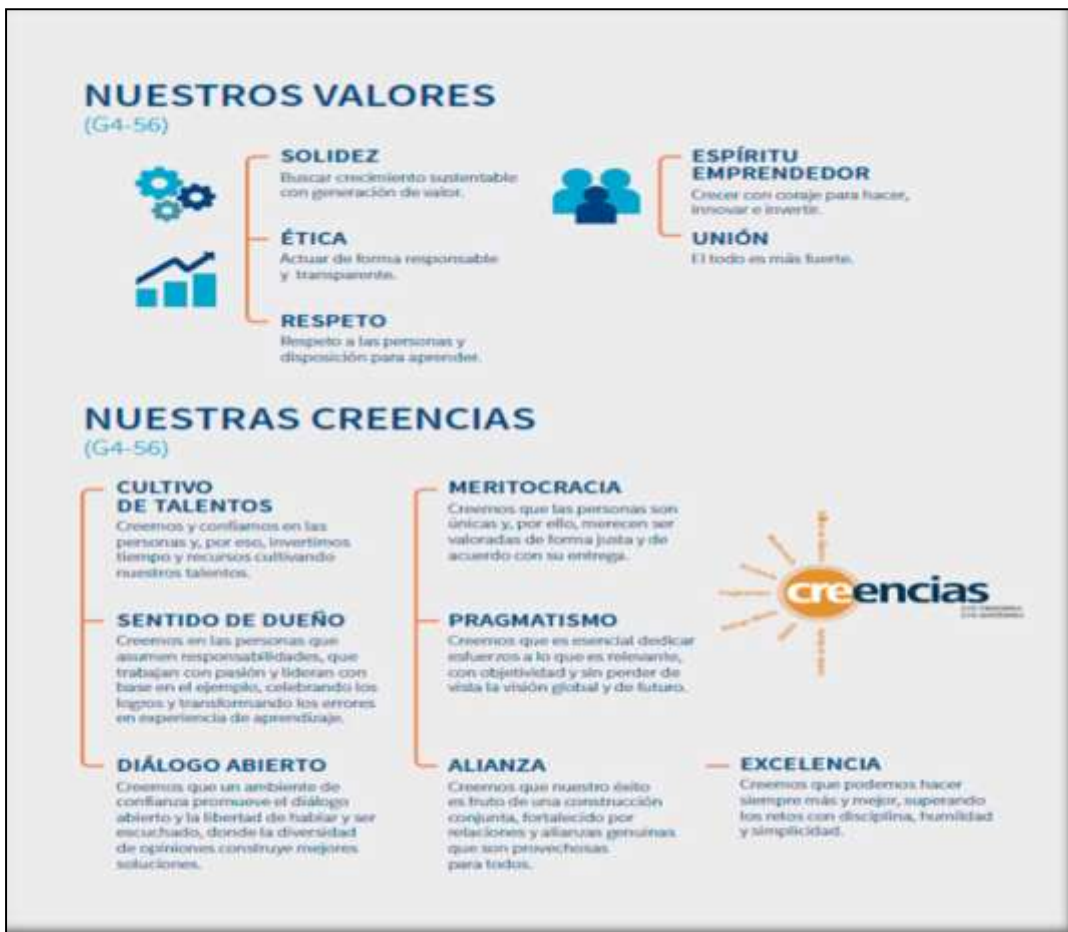 NUESTROS VALORES
(G4-56)
SOLIDEZ
Buscar crecimiento sustentable
con generación de valor.
ÉTICA
Actuar de forma responsable
y transparente.
RESPETO
Respeto a las personas y
disposición para aprender.
ESPÍRITU
EMPRENDEDOR
Crecer con coraje para hacer,
innovar e invertir.
UNIÓN
El todo es más fuerte.
NUESTRAS CREENCIAS
(G4-56)
CULTIVO
DE TALENTOS
Creemos y confiamos en las
personas y, por eso, invertimos
tiempo y recursos cultivando
nuestros talentos.
SENTIDO DE DUEÑO
Creemos en las personas que
asumen responsabilidades, que
trabajan con pasión y lideran con
base en el ejemplo, celebrando los
logros y transformando los errores
en experiencia de aprendizaje.
DIÁLOGO ABIERTO
Creemos que un ambiente de
confianza promueve el diálogo
abierto y la libertad de hablar y ser
escuchado, donde la diversidad
de opiniones construye mejores
soluciones.
MERITOCRACIA
Creemos que las personas son
únicas y, por ello, merecen ser
valoradas de forma justa y de
acuerdo con su entrega.
PRAGMATISMO
Creemos que es esencial dedicar
esfuerzos a lo que es relevante,
con objetividad y sin perder de
vista la visión global y de futuro.
ALIANZA
Creemos que nuestro éxito
es fruto de una construcción
conjunta, fortalecido por
relaciones y alianzas genuinas
que son provechosas
para todos.
creencias
EXCELENCIA
Creemos que podemos hacer
siempre más y mejor, superando
los retos con disciplina, humildad
y simplicidad.